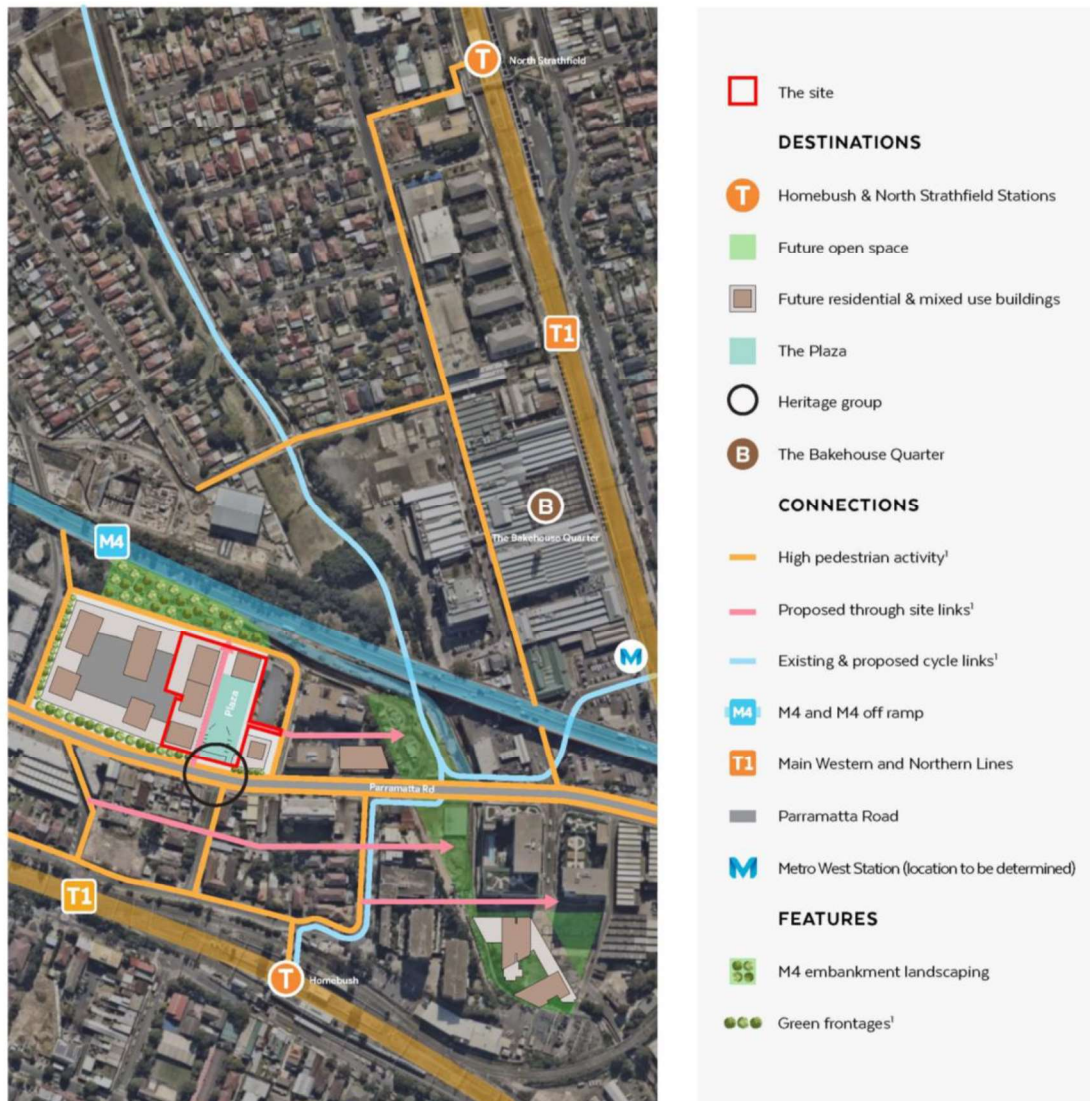 T
North Strathfield
T1
B
The Bakehouse Quarter
M4
M
Plaza
Parramatta Rd
T1
T
Homebush
The site
DESTINATIONS
T Homebush & North Strathfield Stations
Future open space
Future residential & mixed use buildings
The Plaza
Heritage group
B The Bakehouse Quarter
CONNECTIONS
High pedestrian activity¹
Proposed through site links¹
Existing & proposed cycle links¹
M4 M4 and M4 off ramp
T1 Main Western and Northern Lines
Parramatta Road
M Metro West Station (location to be determined)
FEATURES
M4 embankment landscaping
Green frontages¹